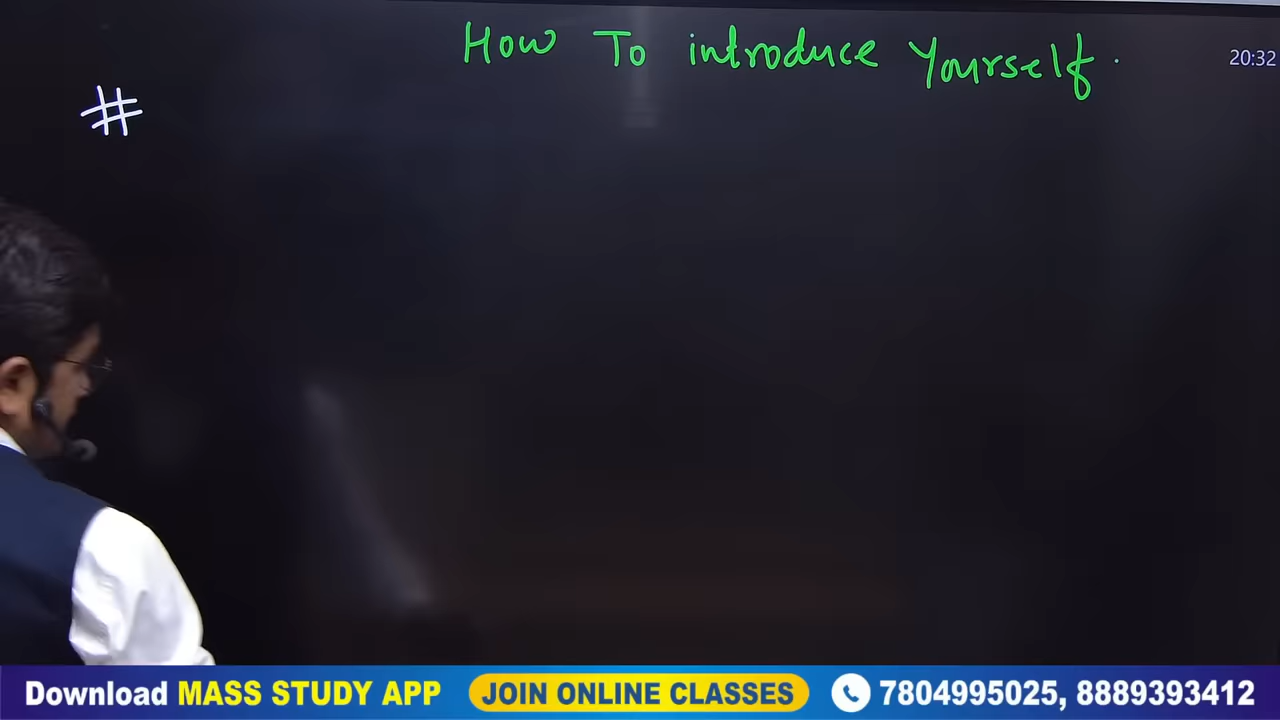 How To introduce Yourself.
20:32
#
Download MASS STUDY APP JOIN ONLINE CLASSES 7804995025, 8889393412